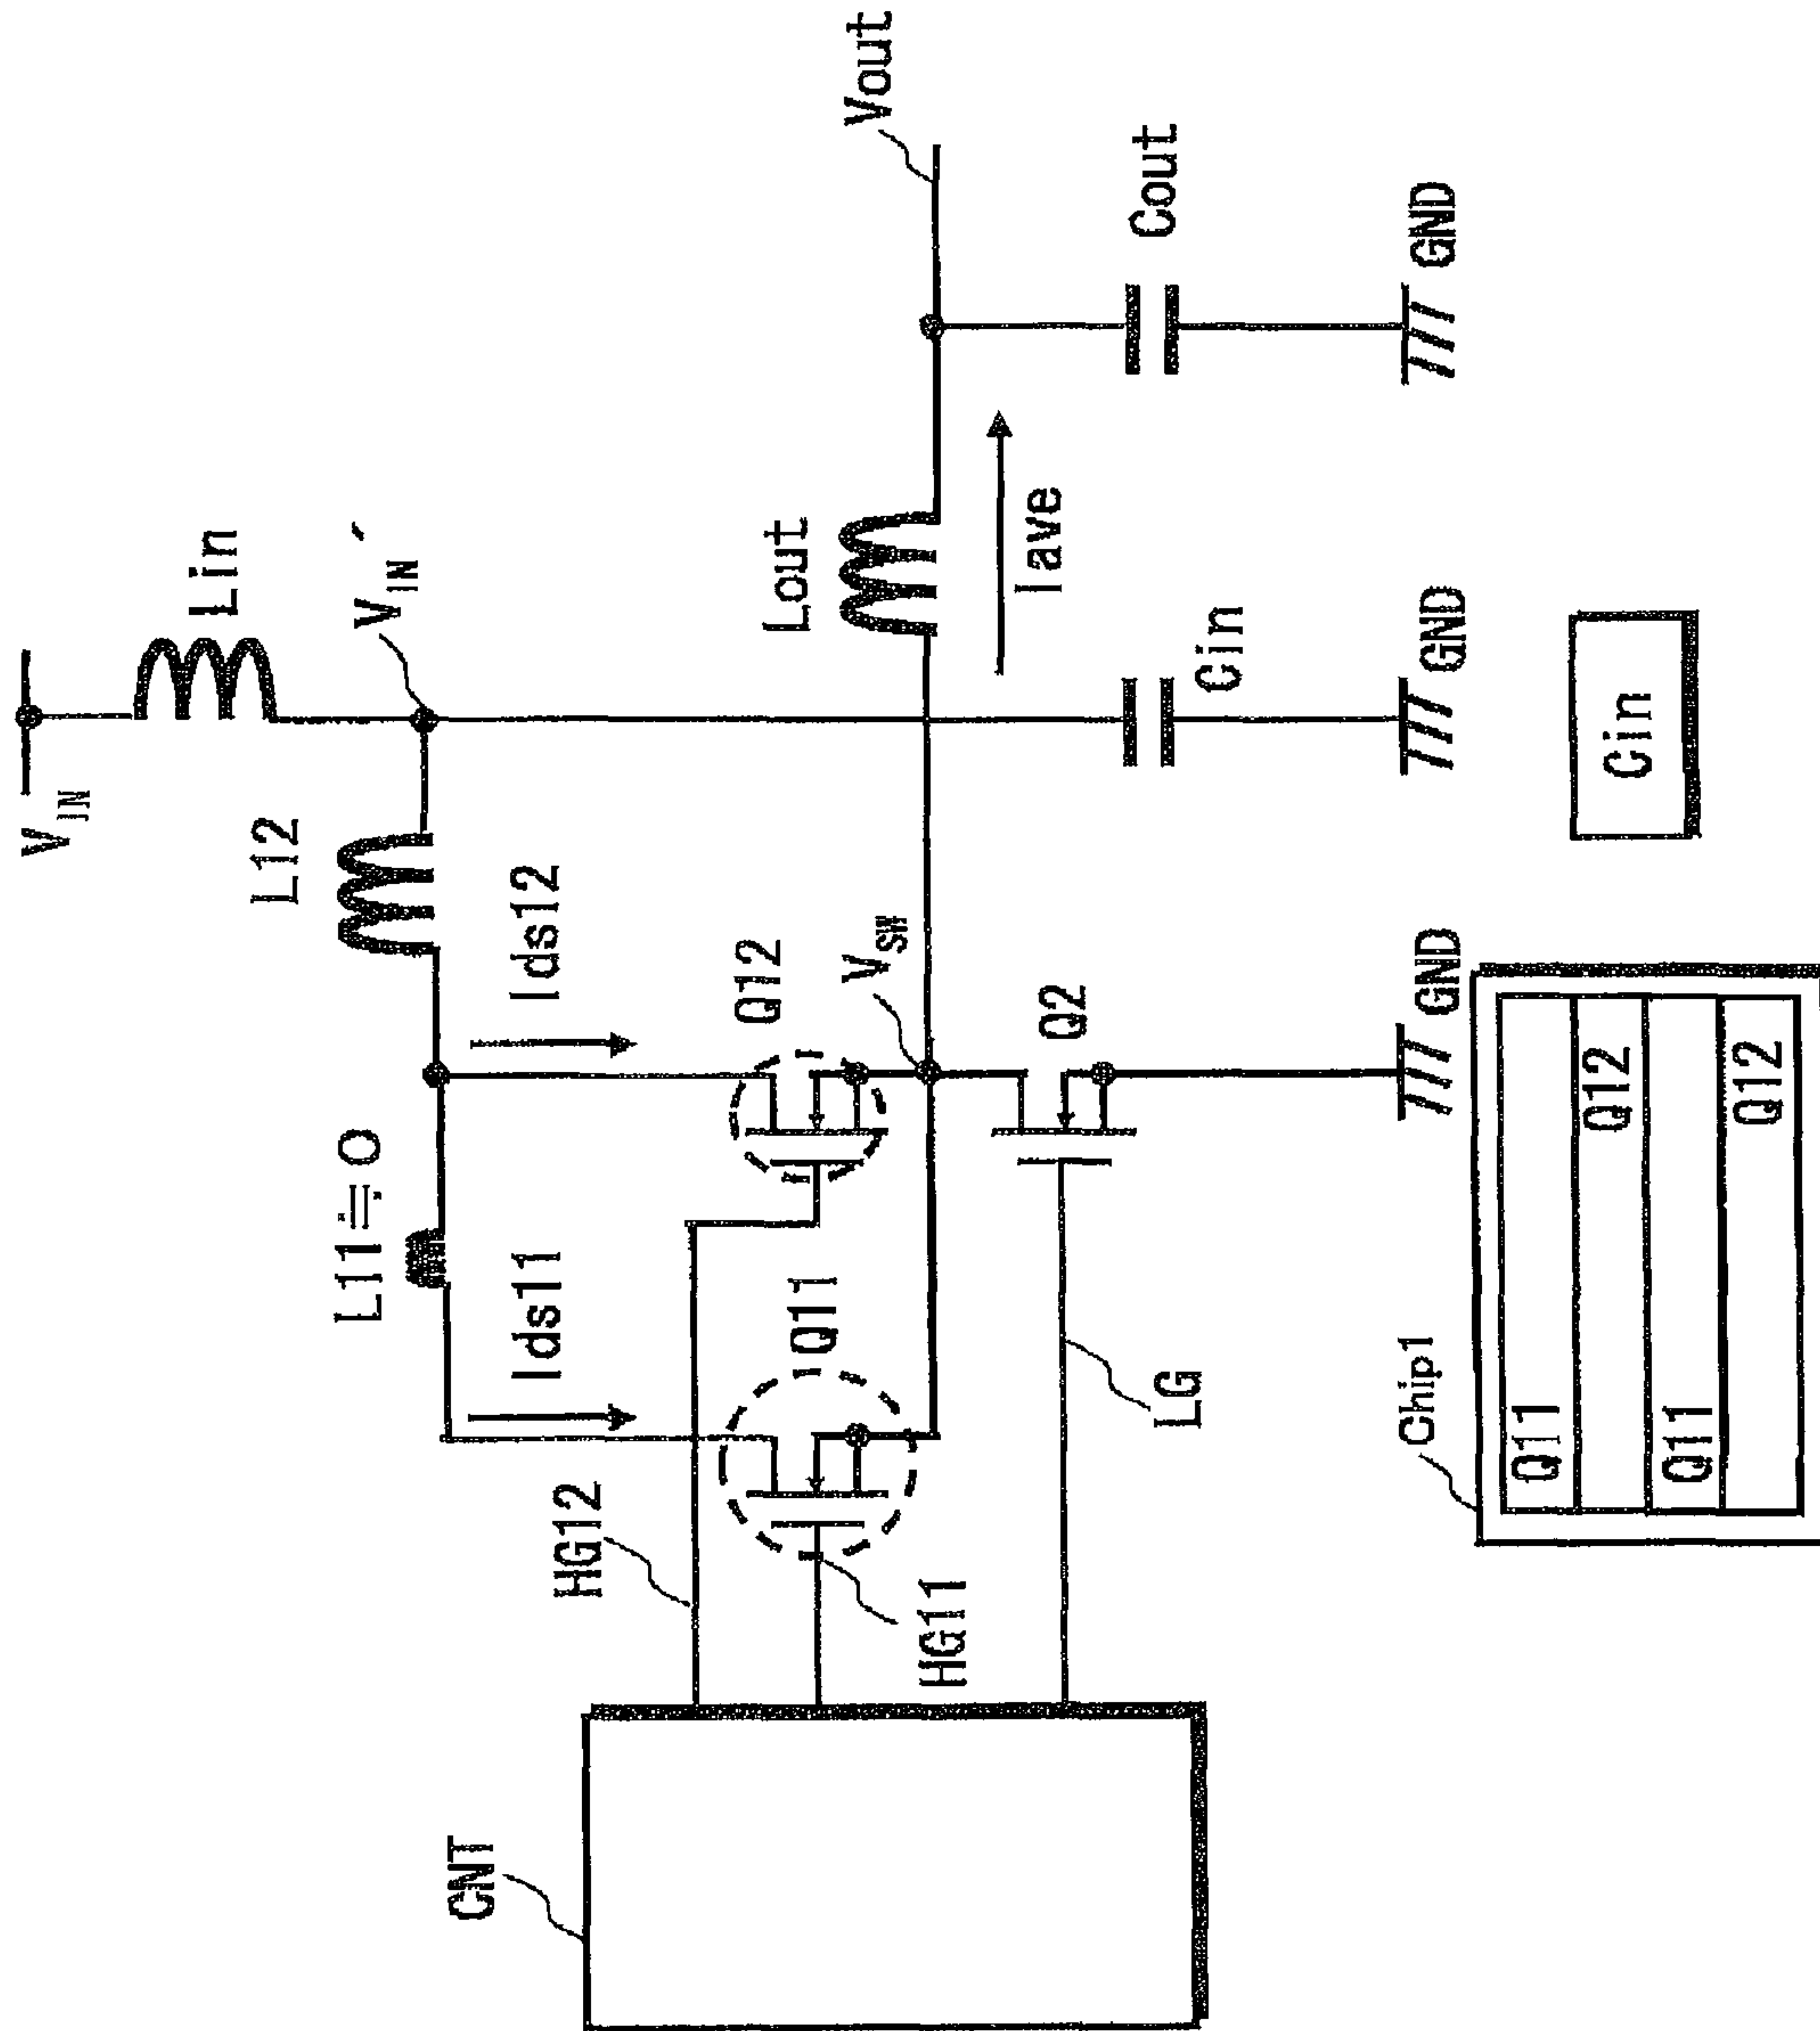 V_IN
Lin
V_IN′
L12
L11≒0
Ids12
Ids11
Q12
Q11
HG12
HG11
CNT
V_SW
Lout
Iave
Vout
Q2
LG
Cin
Cout
GND
GND
GND
Chip1
Q11
Q12
Q11
Q12
Cin